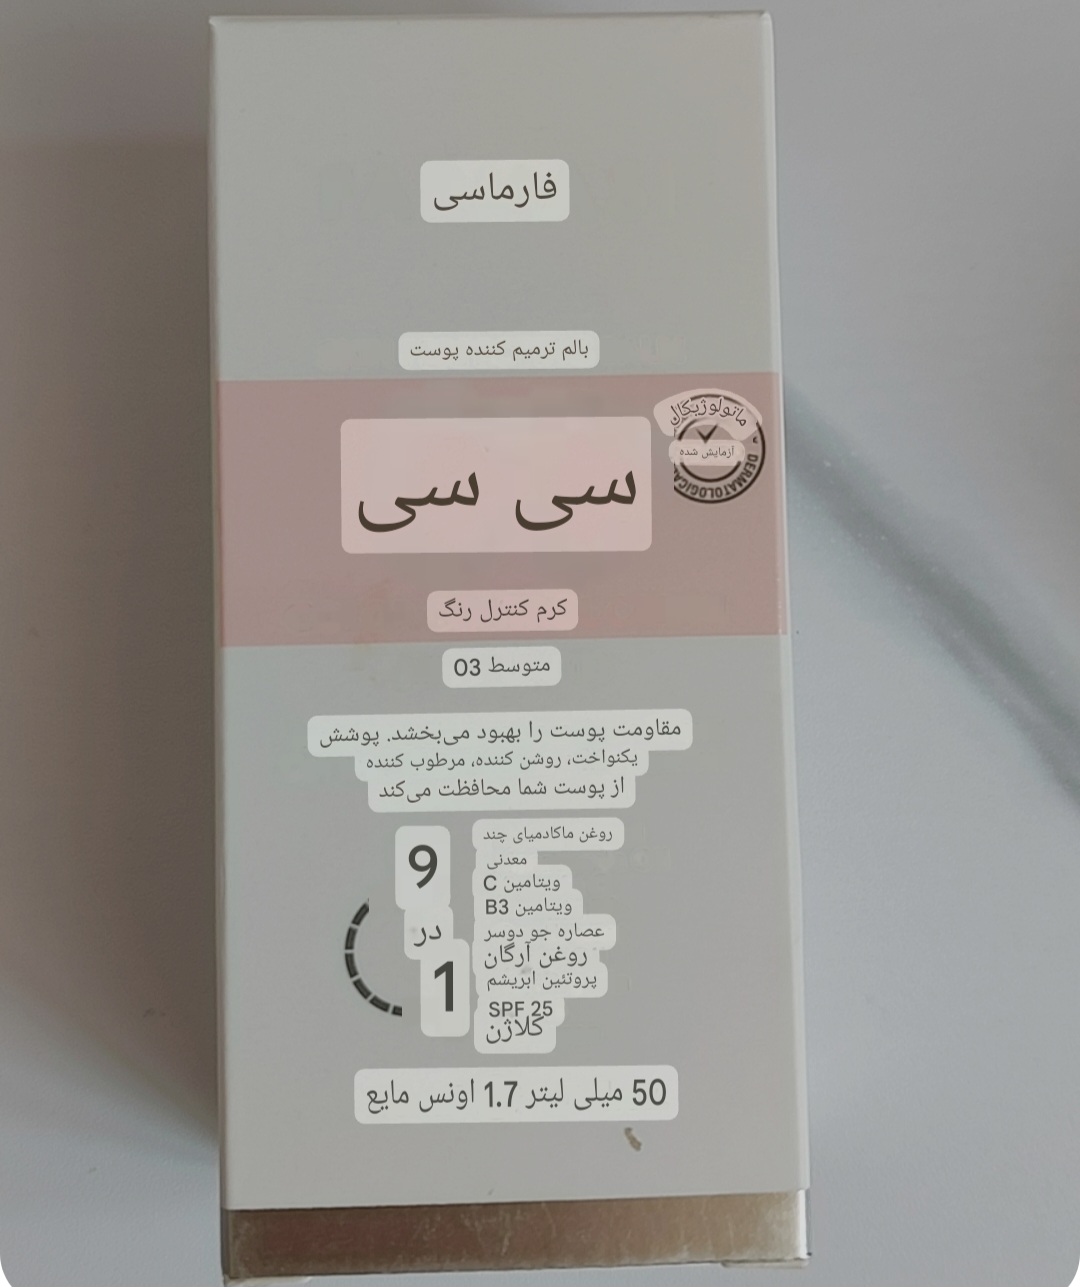 فارماسی
بالم ترمیم کننده پوست
ماتولوژیکال
آزمایش شده
DERMATOLOGICA
سی سی
کرم کنترل رنگ
متوسط 03
مقاومت پوست را بهبود می‌بخشد. پوشش
یکنواخت، روشن کننده، مرطوب کننده
از پوست شما محافظت می‌کند
9
در
1
روغن ماکادمیای چند
معدنی
ویتامین C
ویتامین B3
عصاره جو دوسر
روغن آرگان
پروتئین ابریشم
SPF 25
کلاژن
50 میلی لیتر 1.7 اونس مایع